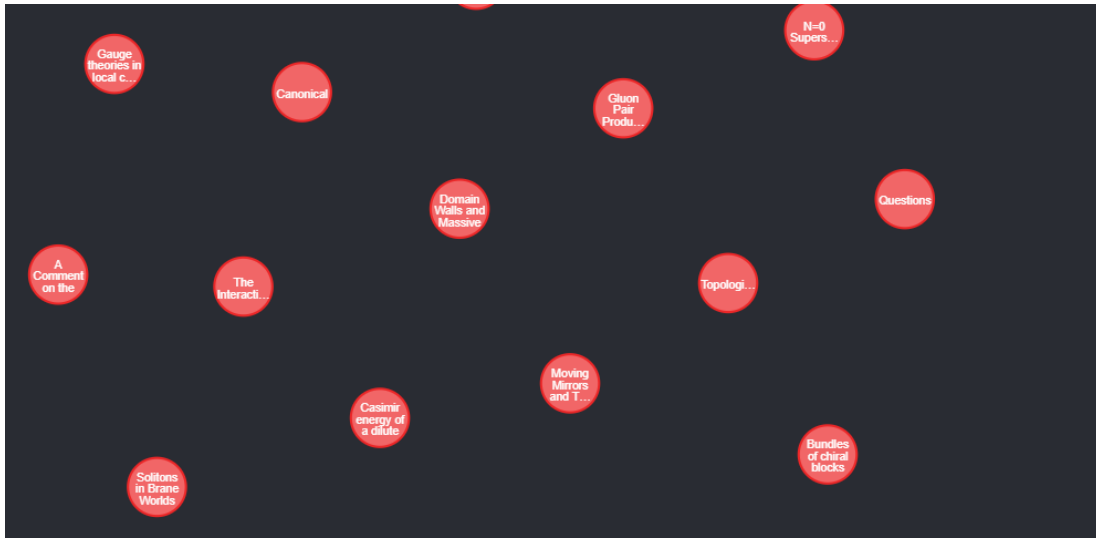 N=0
Supers...
Gauge
theories in
local c...
Canonical
Gluon
Pair
Produ...
Domain
Walls and
Massive
Questions
A
Comment
on the
The
Interacti...
Topologi...
Moving
Mirrors
and T...
Casimir
energy of
a dilute
Bundles
of chiral
blocks
Solitons
in Brane
Worlds